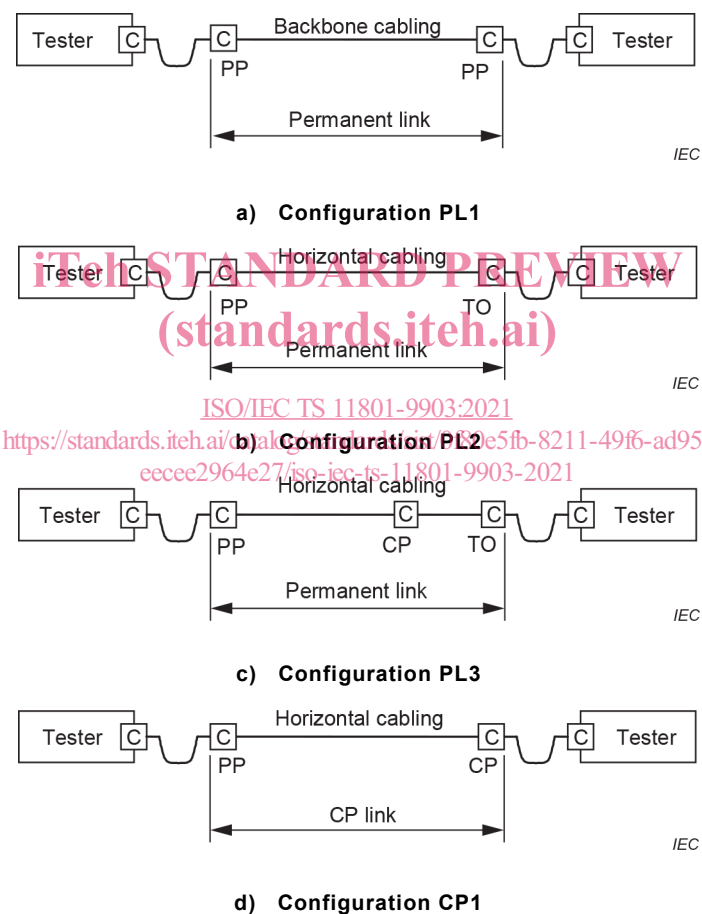 Tester C C Backbone cabling C C Tester
PP PP
Permanent link
IEC
a) Configuration PL1
iTeh STANDARD PREVIEW
Tester C C Horizontal cabling C C Tester
PP TO
(standards.iteh.ai)
Permanent link
IEC
ISO/IEC TS 11801-9903:2021
b) Configuration PL2
eecee2964e27/iso-iec-ts-11801-9903-2021
Horizontal cabling
Tester C C C C C Tester
PP CP TO
Permanent link
IEC
c) Configuration PL3
Horizontal cabling
Tester C C C C Tester
PP CP
CP link
IEC
d) Configuration CP1